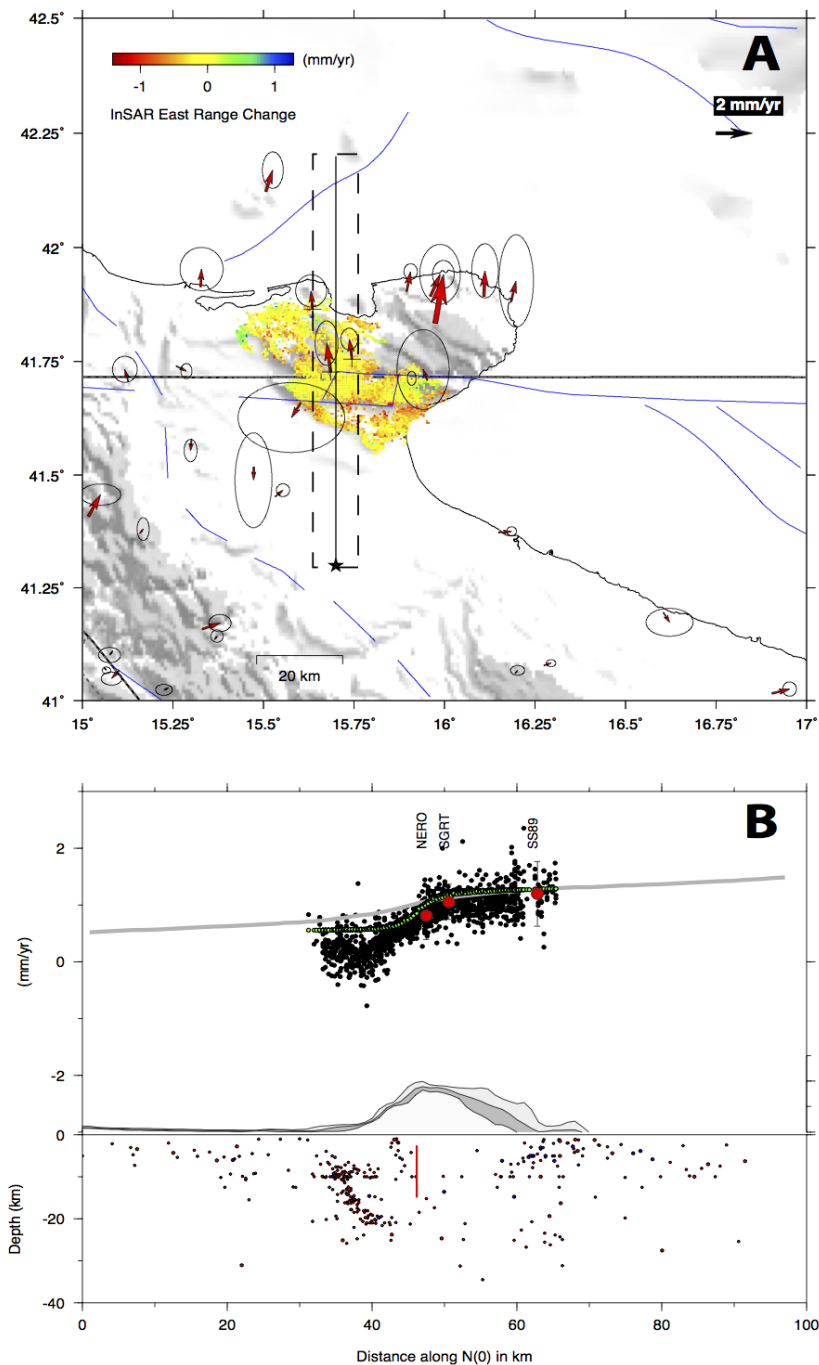 42.5°
42.25°
42°
41.75°
41.5°
41.25°
41°
-1 0 1 (mm/yr)
InSAR East Range Change
A
2 mm/yr
20 km
15° 15.25° 15.5° 15.75° 16° 16.25° 16.5° 16.75° 17°
B
NERO
SGRT
SS89
2
0
-2
(mm/yr)
0
-20
-40
Depth (km)
0 20 40 60 80 100
Distance along N(0) in km